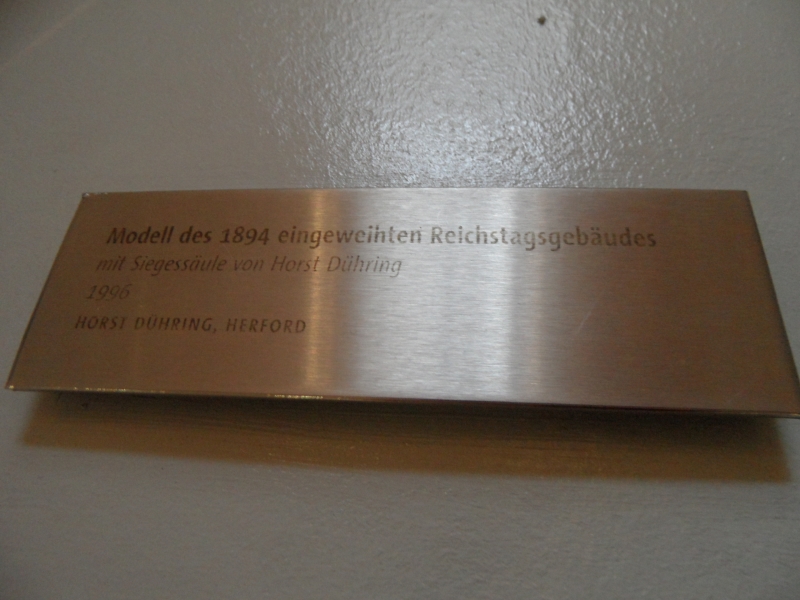 Modell des 1894 eingeweihten Reichstagsgebäudes
mit Siegessäule von Horst Dühring
1996
HORST DÜHRING, HERFORD